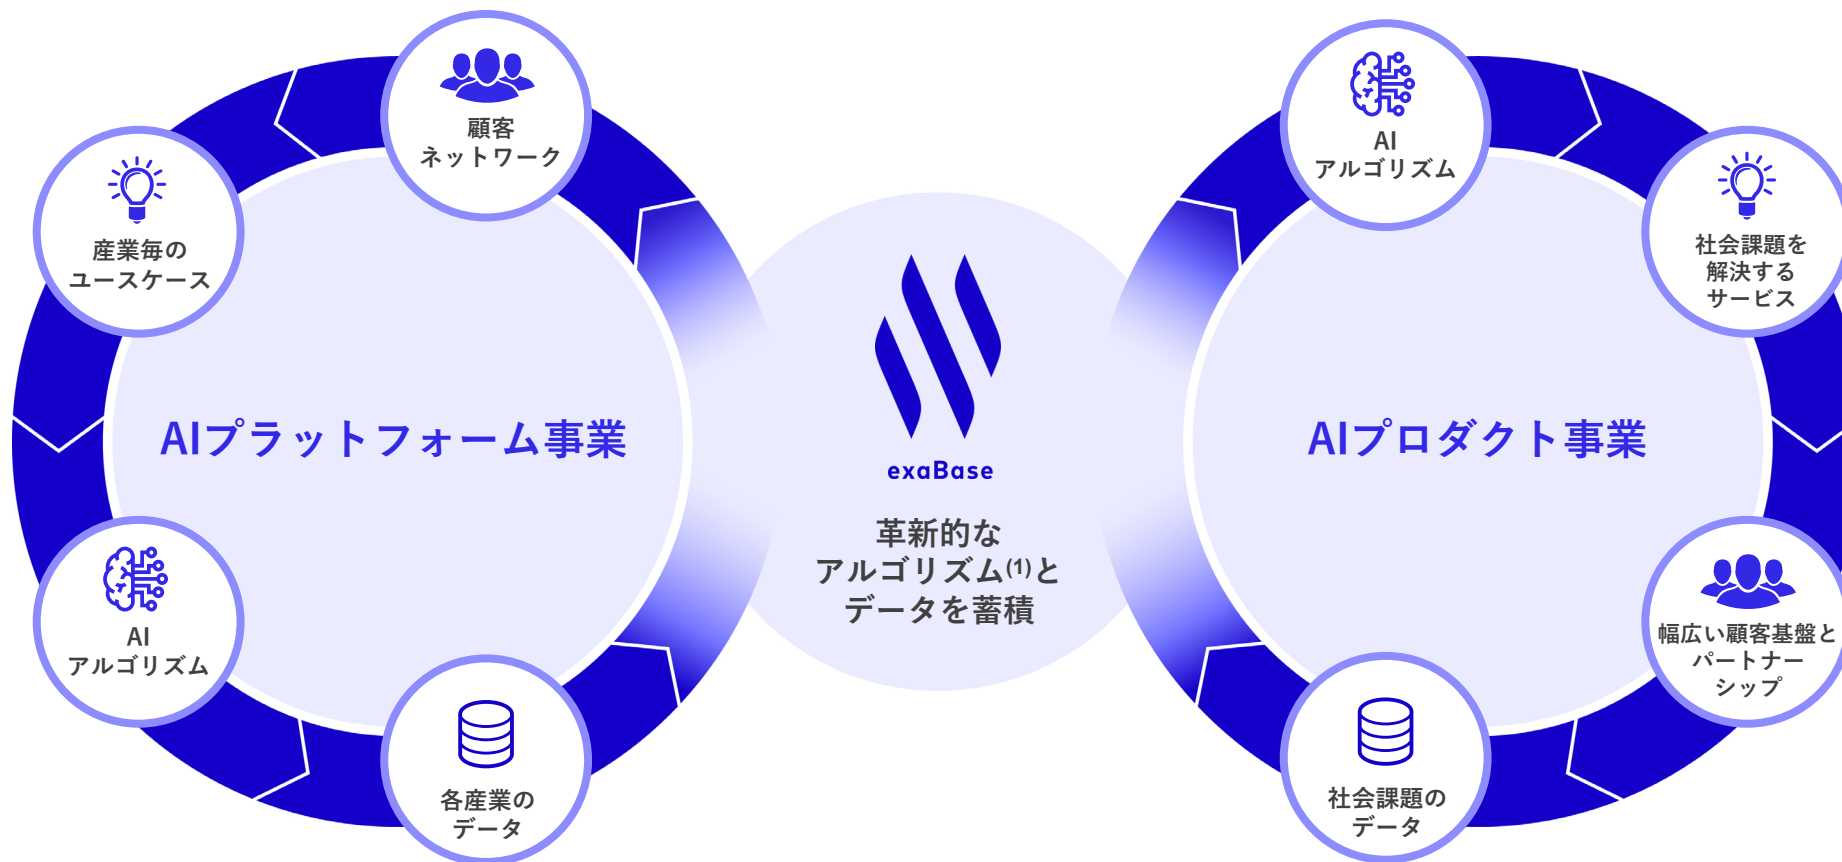 顧客
ネットワーク
産業毎の
ユースケース
AIプラットフォーム事業
AI
アルゴリズム
各産業の
データ
exaBase
革新的な
アルゴリズム(1)と
データを蓄積
AI
アルゴリズム
社会課題を
解決する
サービス
AIプロダクト事業
幅広い顧客基盤と
パートナー
シップ
社会課題の
データ